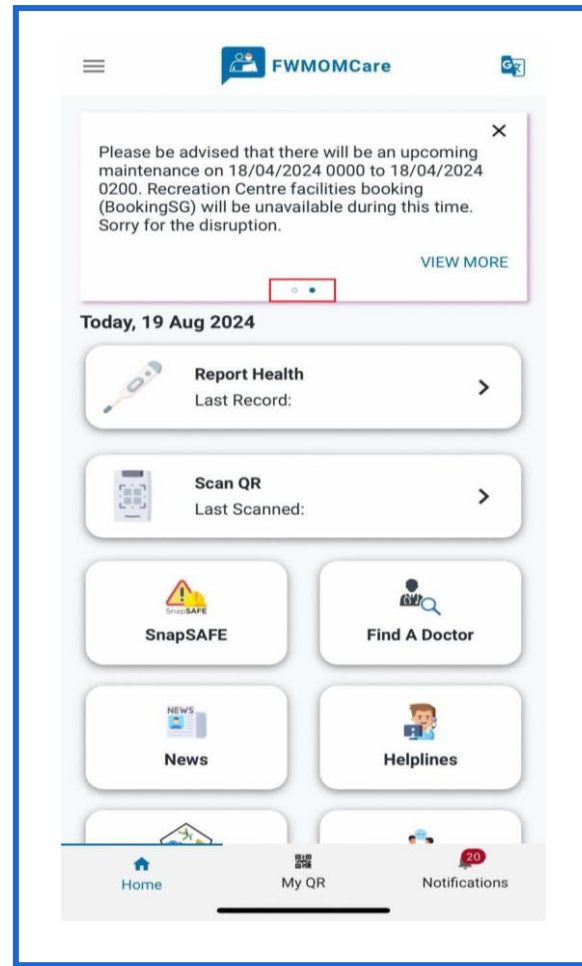 FWMOMCare
Please be advised that there will be an upcoming
maintenance on 18/04/2024 0000 to 18/04/2024
0200. Recreation Centre facilities booking
(BookingSG) will be unavailable during this time.
Sorry for the disruption.
VIEW MORE
Today, 19 Aug 2024
Report Health
Last Record:
Scan QR
Last Scanned:
SnapSAFE
SnapSAFE
Find A Doctor
NEWS
News
Helplines
20
Home
My QR
Notifications